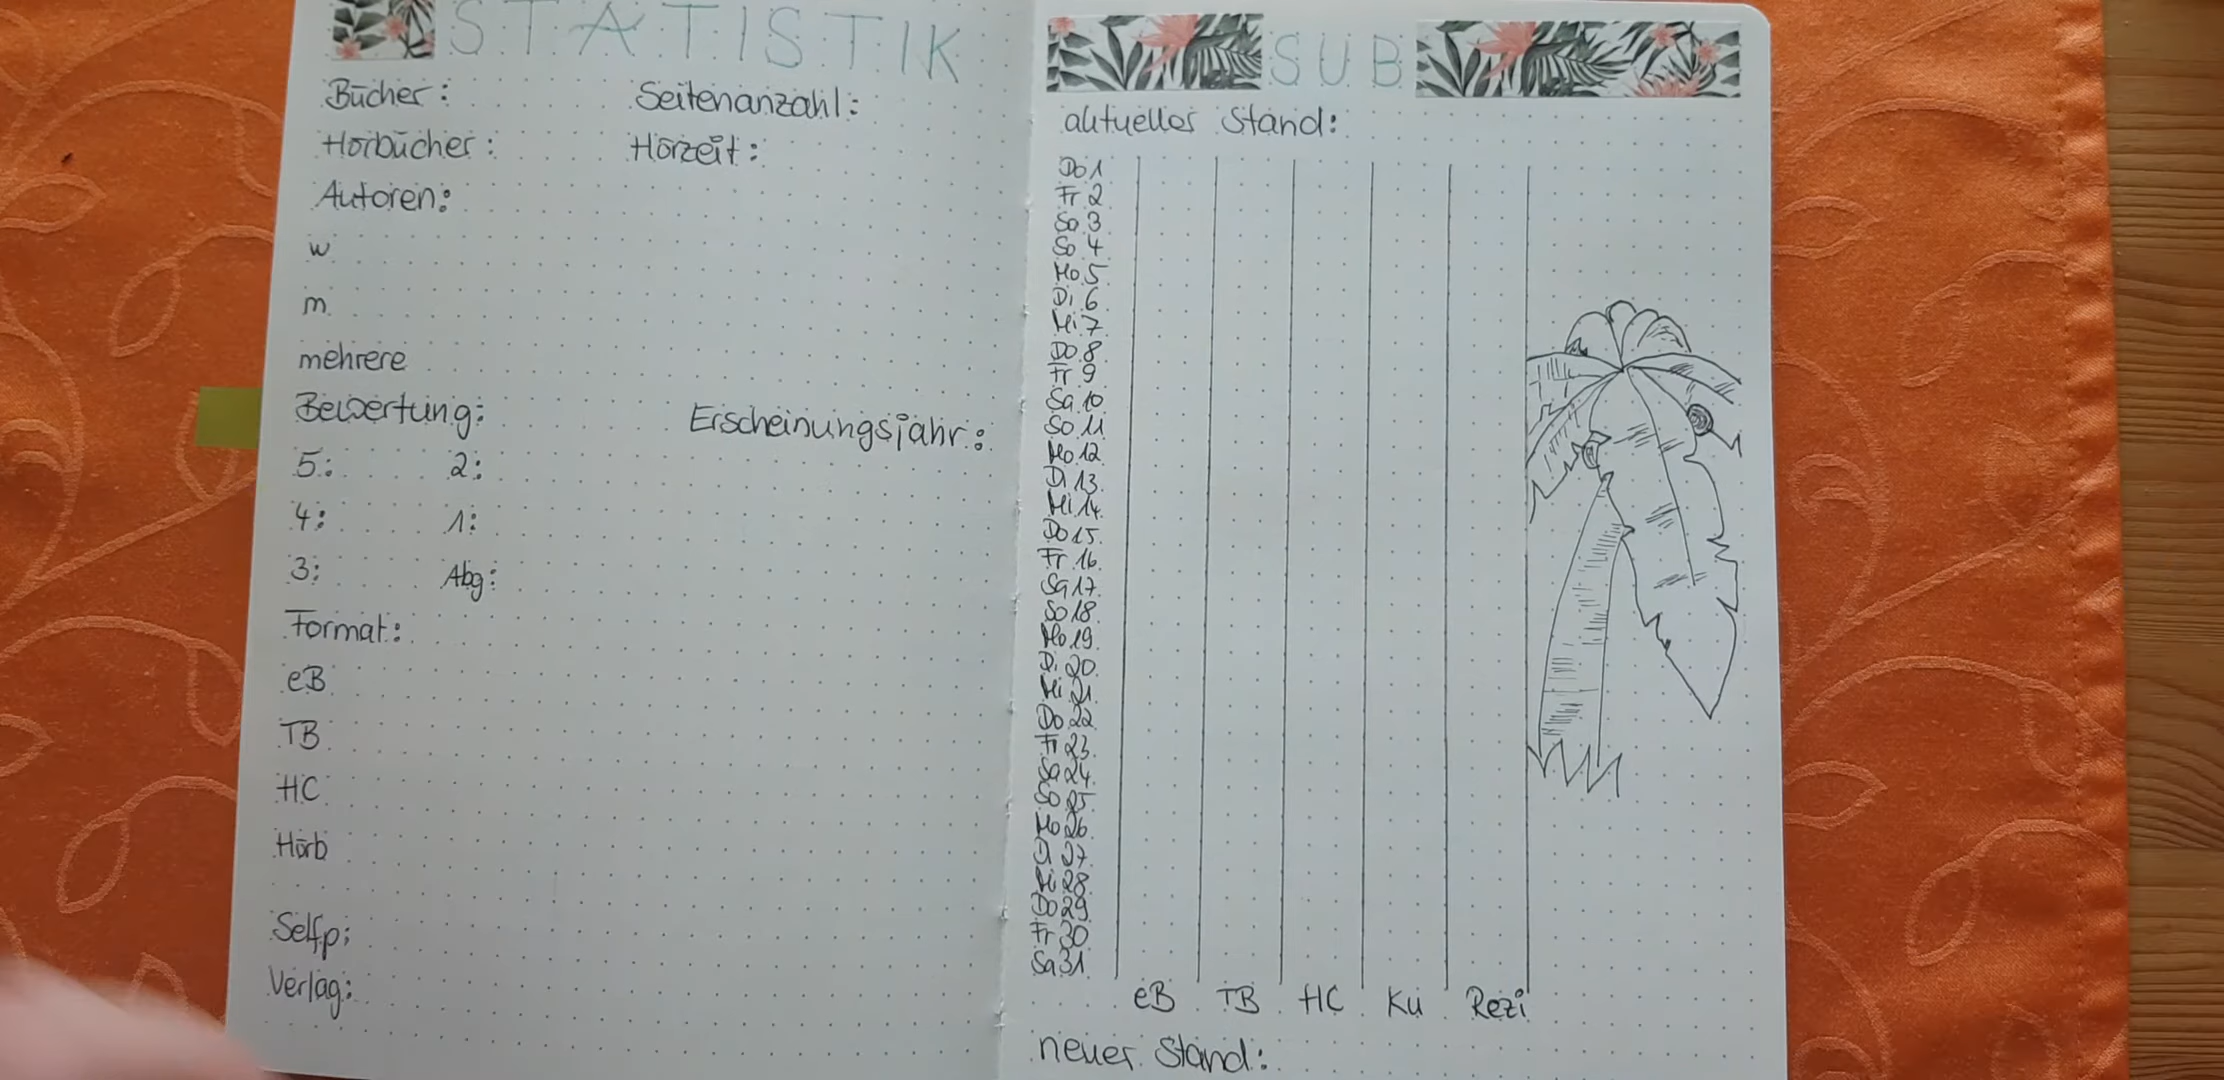 STATISTIK
Bücher: Seitenanzahl:
Hörbücher: Hörzeit:
Autoren:
w
m
mehrere
Bewertung: Erscheinungsjahr:
5: 2:
4: 1:
3: Abg:
Format:
eB
TB
HC
Hörb
Selfp:
Verlag:
SUB
aktueller Stand:
Do 1
Fr 2
Sa 3
So 4
Mo 5
Di 6
Mi 7
Do 8
Fr 9
Sa 10
So 11
Mo 12
Di 13
Mi 14
Do 15
Fr 16
Sa 17
So 18
Mo 19
Di 20
Mi 21
Do 22
Fr 23
Sa 24
So 25
Mo 26
Di 27
Mi 28
Do 29
Fr 30
Sa 31
eB TB HC Ku Rezi
neuer Stand: